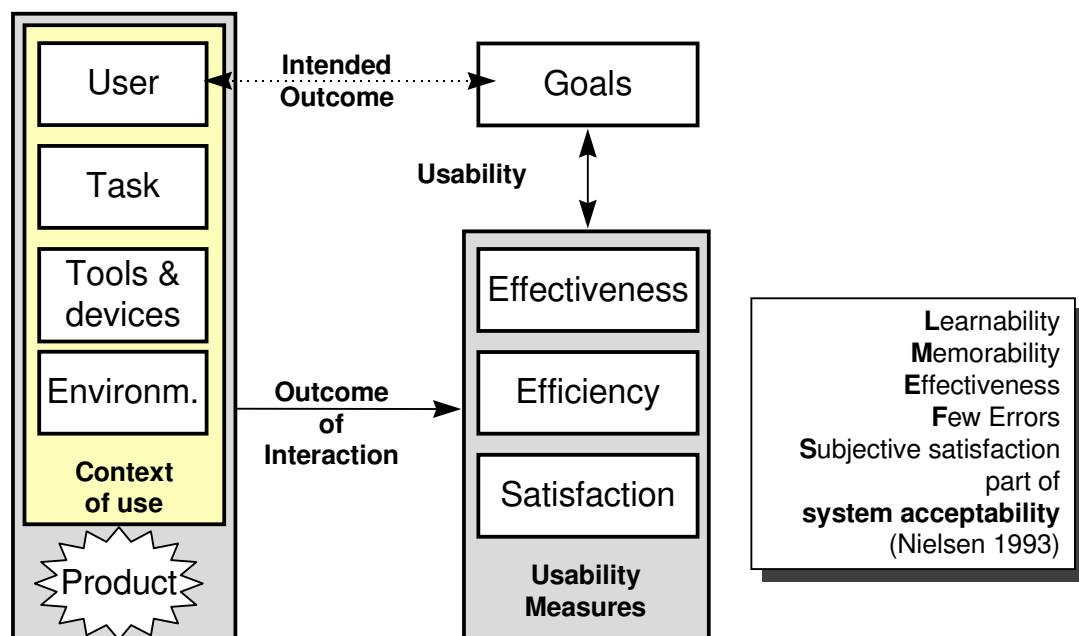 User
Task
Tools &
devices
Environm.
Context
of use
Product
Intended
Outcome
Goals
Usability
Outcome
of
Interaction
Effectiveness
Efficiency
Satisfaction
Usability
Measures
Learnability
Memorability
Effectiveness
Few Errors
Subjective satisfaction
part of
system acceptability
(Nielsen 1993)